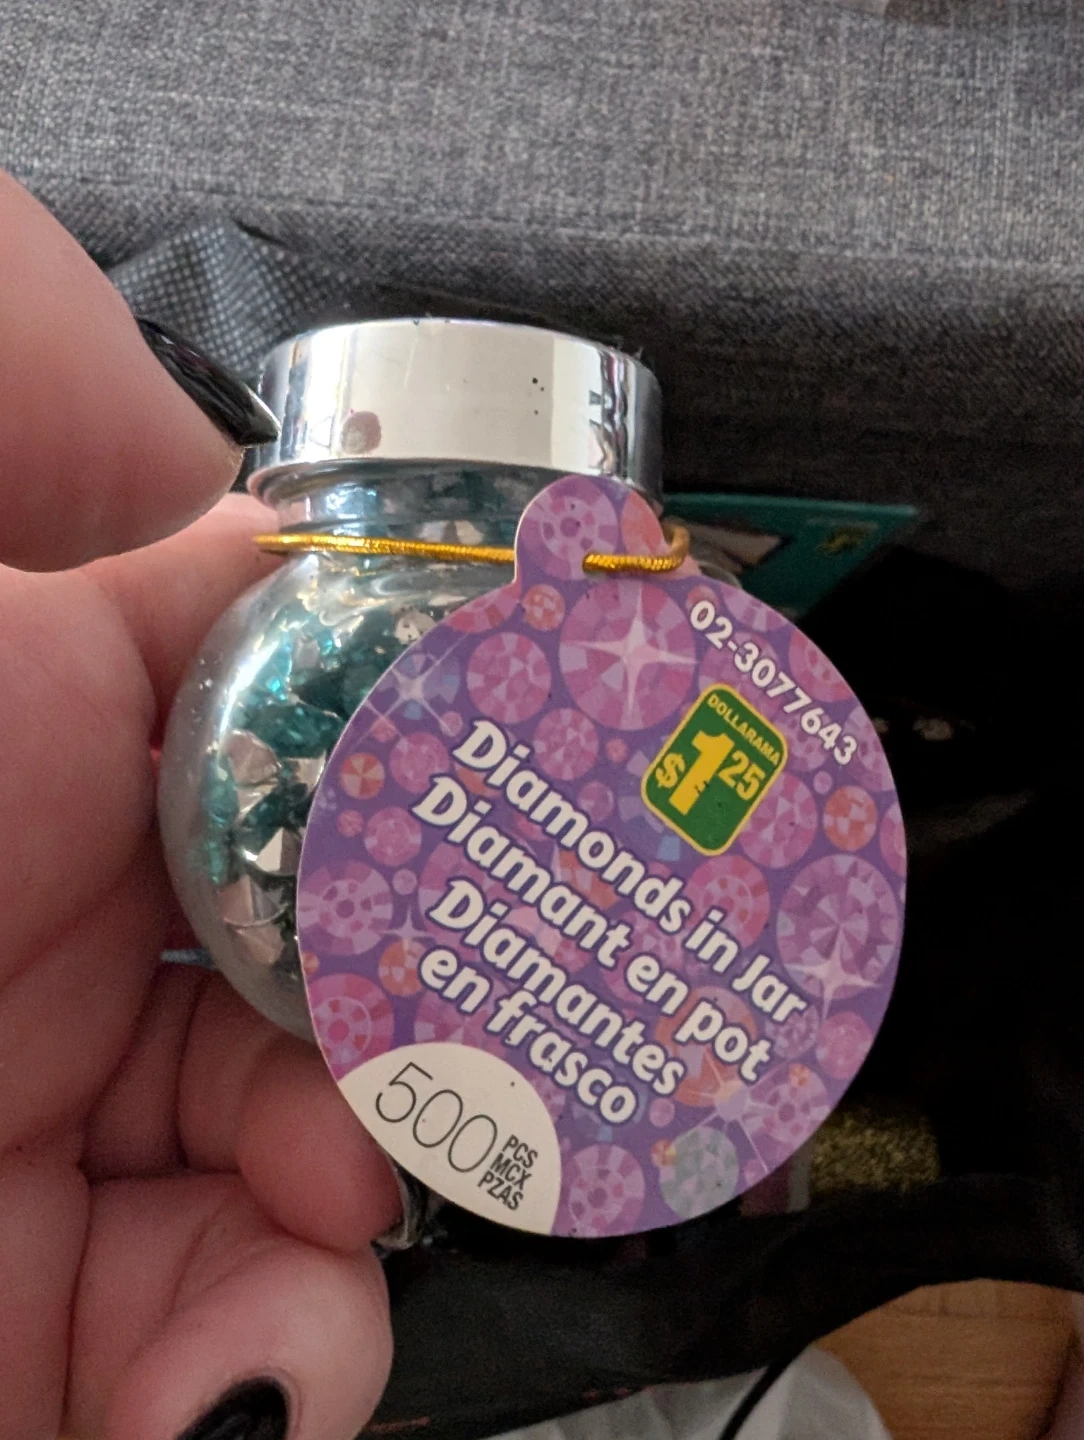 02-3077643
DOLLARAMA
$1.25
Diamonds in Jar
Diamant en pot
Diamantes
en frasco
500
PCS
MCX
PZAS